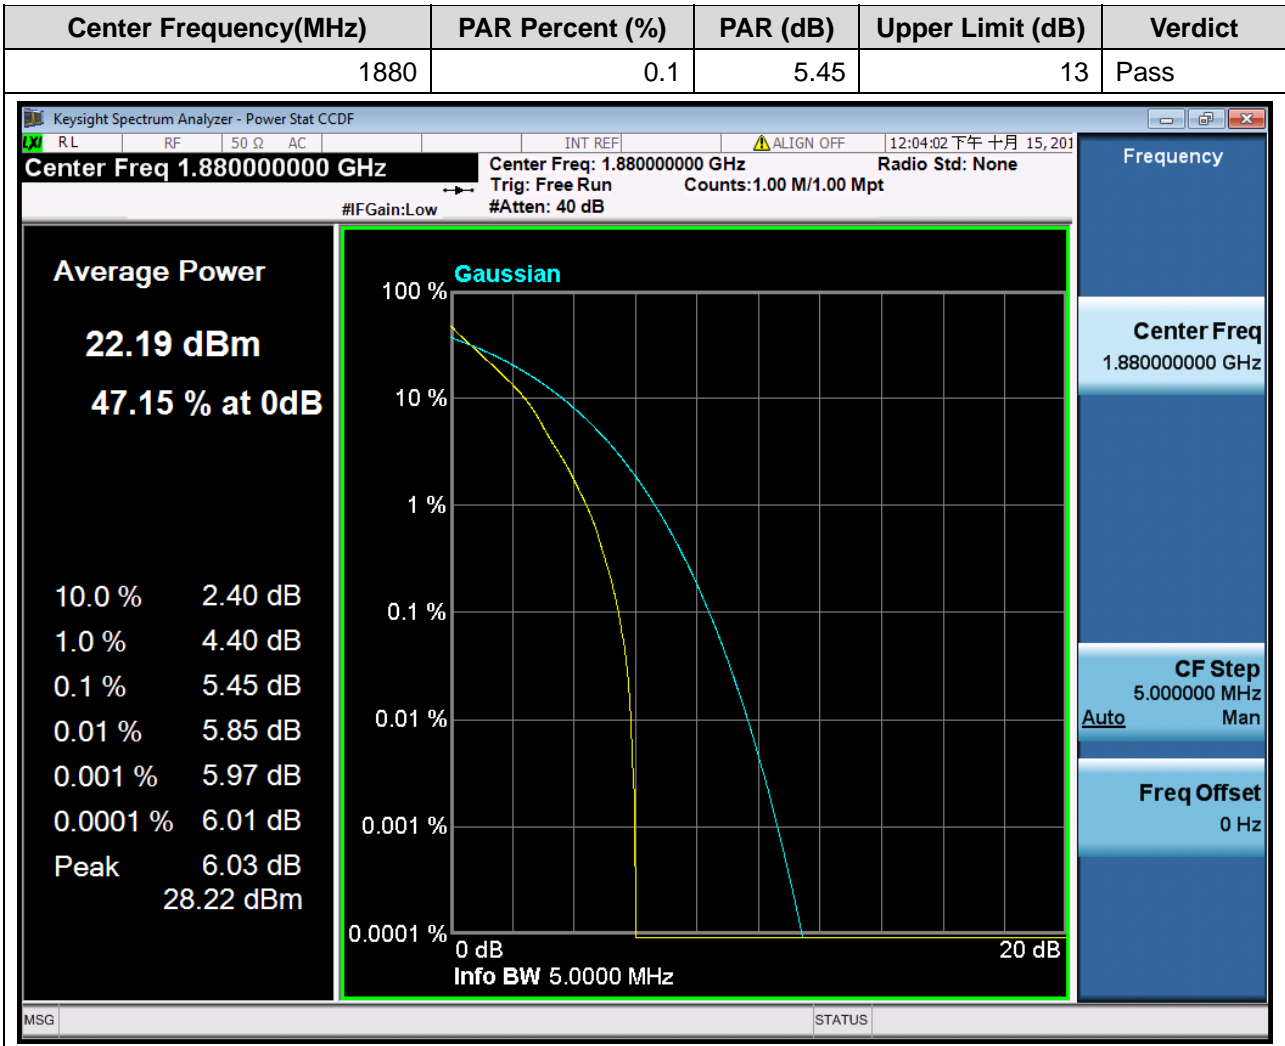 Center Frequency(MHz) PAR Percent (%) PAR (dB) Upper Limit (dB) Verdict
1880 0.1 5.45 13 Pass
Keysight Spectrum Analyzer - Power Stat CCDF
LXI RL RF 50 Ω AC INT REF ALIGN OFF 12:04:02 下午 十月 15, 201
Center Freq 1.880000000 GHz
Center Freq: 1.880000000 GHz Radio Std: None
Trig: Free Run Counts:1.00 M/1.00 Mpt
#IFGain:Low #Atten: 40 dB
Frequency
Average Power
22.19 dBm
47.15 % at 0dB
10.0 % 2.40 dB
1.0 % 4.40 dB
0.1 % 5.45 dB
0.01 % 5.85 dB
0.001 % 5.97 dB
0.0001 % 6.01 dB
Peak 6.03 dB
28.22 dBm
Gaussian
100 %
10 %
1 %
0.1 %
0.01 %
0.001 %
0.0001 %
0 dB 20 dB
Info BW 5.0000 MHz
Center Freq
1.880000000 GHz
CF Step
5.000000 MHz
Auto Man
Freq Offset
0 Hz
MSG STATUS